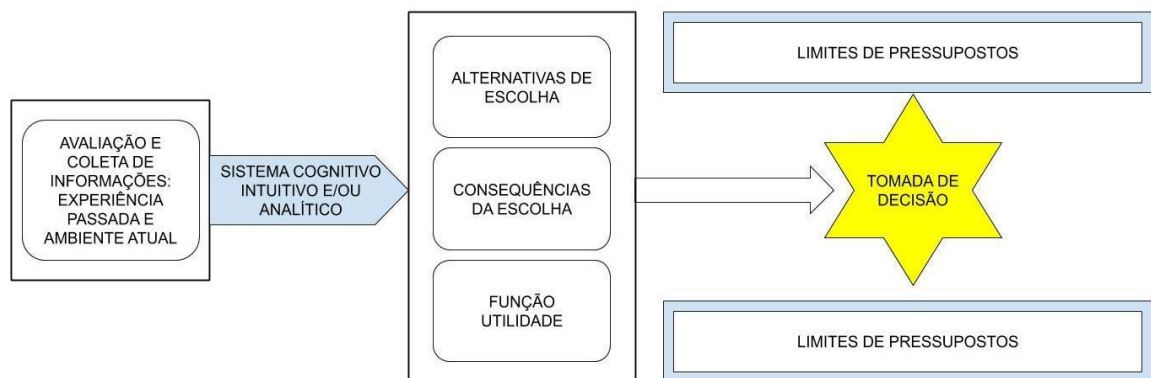 AVALIAÇÃO E
COLETA DE
INFORMAÇÕES:
EXPERIÊNCIA
PASSADA E
AMBIENTE ATUAL
SISTEMA COGNITIVO
INTUITIVO E/OU
ANALÍTICO
ALTERNATIVAS DE
ESCOLHA
CONSEQUÊNCIAS
DA ESCOLHA
FUNÇÃO
UTILIDADE
LIMITES DE PRESSUPOSTOS
TOMADA DE
DECISÃO
LIMITES DE PRESSUPOSTOS